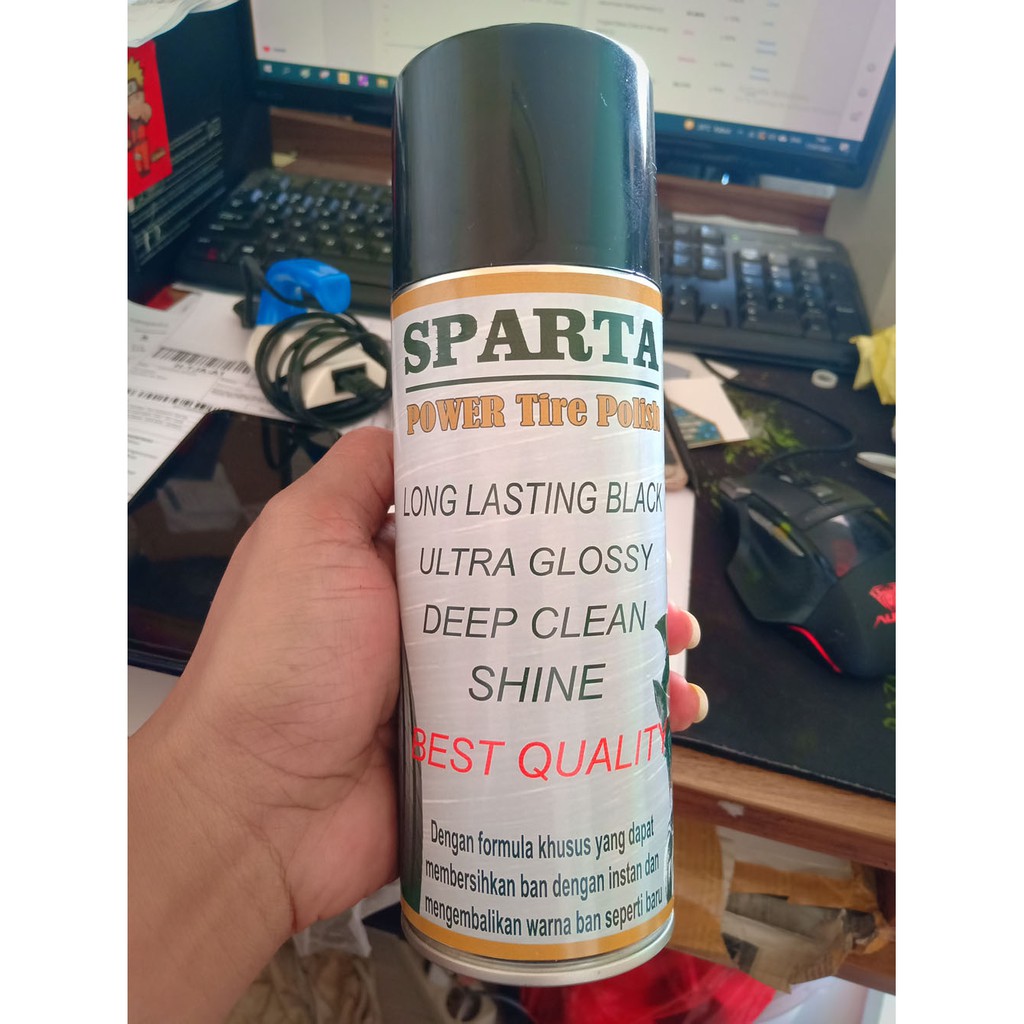 SPARTA
POWER Tire Polish
LONG LASTING BLACK
ULTRA GLOSSY
DEEP CLEAN
SHINE
BEST QUALITY
Dengan formula khusus yang dapat
membersihkan ban dengan instan dan
mengembalikan warna ban seperti baru